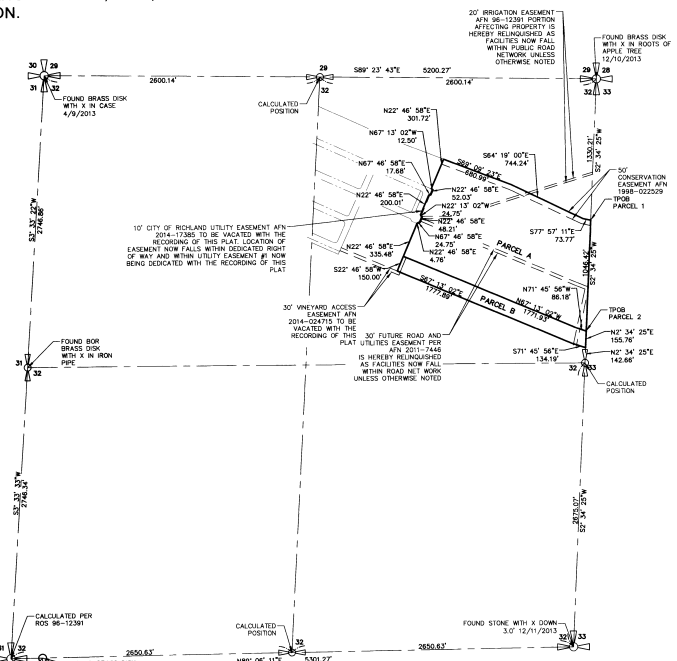 ON.
20' IRRIGATION EASEMENT
AFN 96-12391 PORTION
AFFECTING PROPERTY IS
HEREBY RELINQUISHED AS
FACILITIES NOW FALL
WITHIN PUBLIC ROAD
NETWORK UNLESS
OTHERWISE NOTED
FOUND BRASS DISK
WITH X IN ROOTS OF
APPLE TREE
12/10/2013
30 29
31 32
2600.14'
29
32
S89° 23' 43"E 5200.27'
2600.14'
29 28
32 33
FOUND BRASS DISK
WITH X IN CASE
4/9/2013
CALCULATED
POSITION
N22° 46' 58"E
301.72'
N67° 13' 02"W
12.50'
N67° 46' 58"E
17.68'
N22° 46' 58"E
200.01'
S69° 09' 23"E
680.99'
S64° 19' 00"E
744.24'
1330.21'
S2° 34' 25"W
50'
CONSERVATION
EASEMENT AFN
1998-022529
TPOB
PARCEL 1
N22° 46' 58"E
52.03'
N22° 13' 02"W
24.75'
N22° 46' 58"E
48.21'
N67° 46' 58"E
24.75'
N22° 46' 58"E
4.76'
S77° 57' 11"E
73.77'
S3° 33' 22"W
2746.86'
10' CITY OF RICHLAND UTILITY EASEMENT AFN
2014-17385 TO BE VACATED WITH THE
RECORDING OF THIS PLAT. LOCATION OF
EASEMENT NOW FALLS WITHIN DEDICATED RIGHT
OF WAY AND WITHIN UTILITY EASEMENT #1 NOW
BEING DEDICATED WITH THE RECORDING OF THIS
PLAT
N22° 46' 58"E
335.48'
S22° 46' 58"W
150.00'
PARCEL A
1046.42'
S2° 34' 25"W
N71° 45' 56"W
86.18'
S67° 13' 02"E
1777.89'
PARCEL B
N67° 13' 02"W
1771.93'
TPOB
PARCEL 2
N2° 34' 25"E
155.76'
30' VINEYARD ACCESS
EASEMENT AFN
2014-024715 TO BE
VACATED WITH THE
RECORDING OF THIS
PLAT
30' FUTURE ROAD AND
UTILITIES EASEMENT PER
AFN 2011-7446
IS HEREBY RELINQUISHED
AS FACILITIES NOW FALL
WITHIN ROAD NET WORK
UNLESS OTHERWISE NOTED
S71° 45' 56"E
134.19'
N2° 34' 25"E
142.66'
31
32
FOUND BOR
BRASS DISK
WITH X IN IRON
PIPE
32 33
CALCULATED
POSITION
S3° 33' 33"W
2746.34'
2675.07'
S2° 34' 25"W
CALCULATED PER
ROS 96-12391
CALCULATED
POSITION
FOUND STONE WITH X DOWN
3.0' 12/11/2013
31 32
2650.63'
32
N89° 06' 11"E 5301.27'
2650.63'
32 33